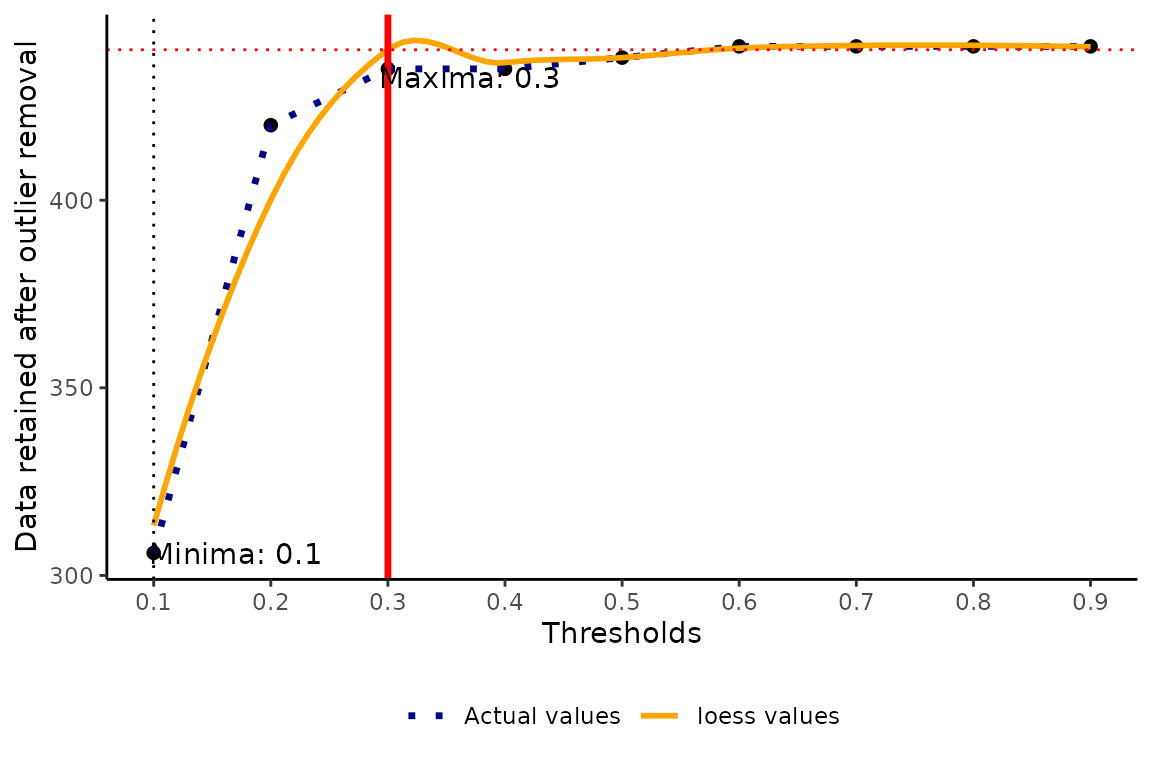 Data retained after outlier removal
400
350
300
Maxima: 0.3
Minima: 0.1
0.1 0.2 0.3 0.4 0.5 0.6 0.7 0.8 0.9
Thresholds
Actual values loess values